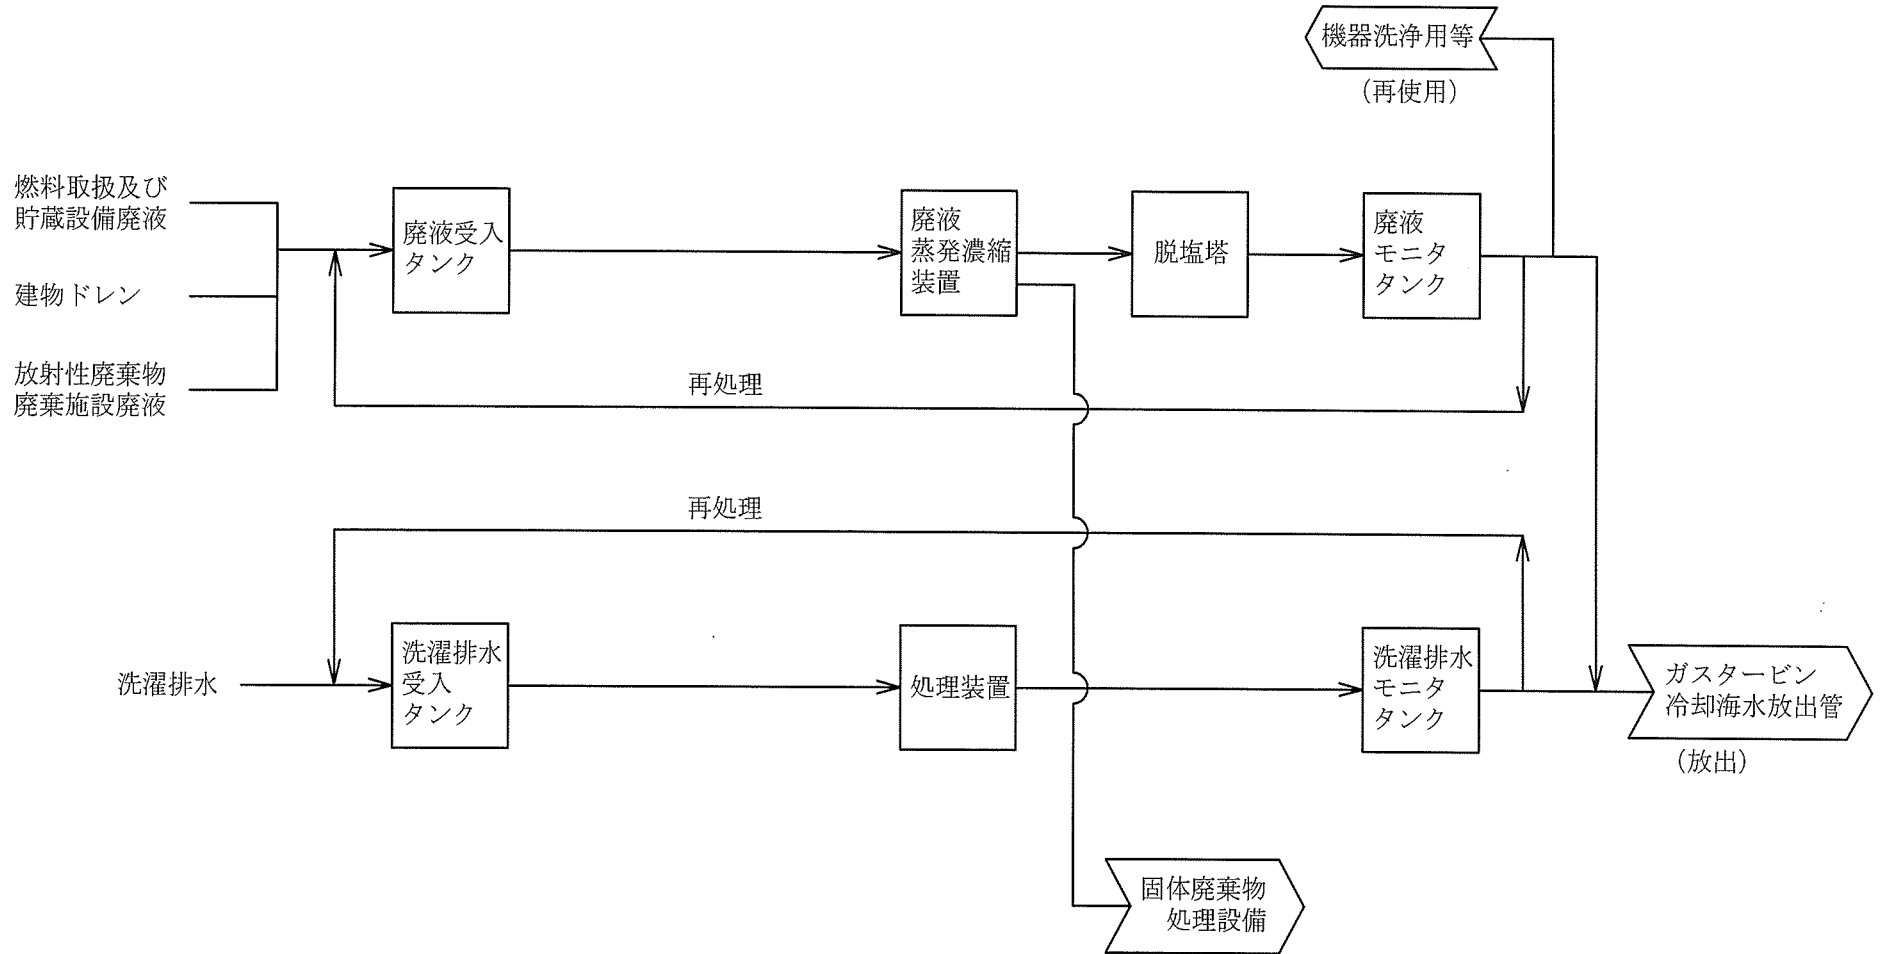 機器洗浄用等
(再使用)
燃料取扱及び
貯蔵設備廃液
建物ドレン
放射性廃棄物
廃棄施設廃液
廃液受入
タンク
廃液
蒸発濃縮
装置
脱塩塔
廃液
モニタ
タンク
再処理
再処理
洗濯排水
洗濯排水
受入
タンク
処理装置
洗濯排水
モニタ
タンク
ガスタービン
冷却海水放出管
(放出)
固体廃棄物
処理設備